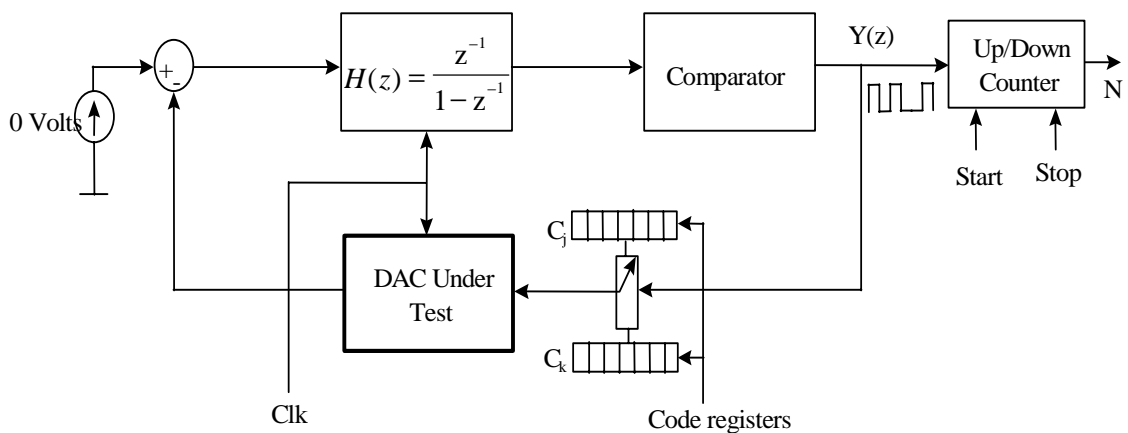 Y(z)
+
-
H(z) = z⁻¹ / (1 − z⁻¹)
Comparator
Up/Down
Counter
N
0 Volts
Start
Stop
Cⱼ
DAC Under
Test
Cₖ
Clk
Code registers